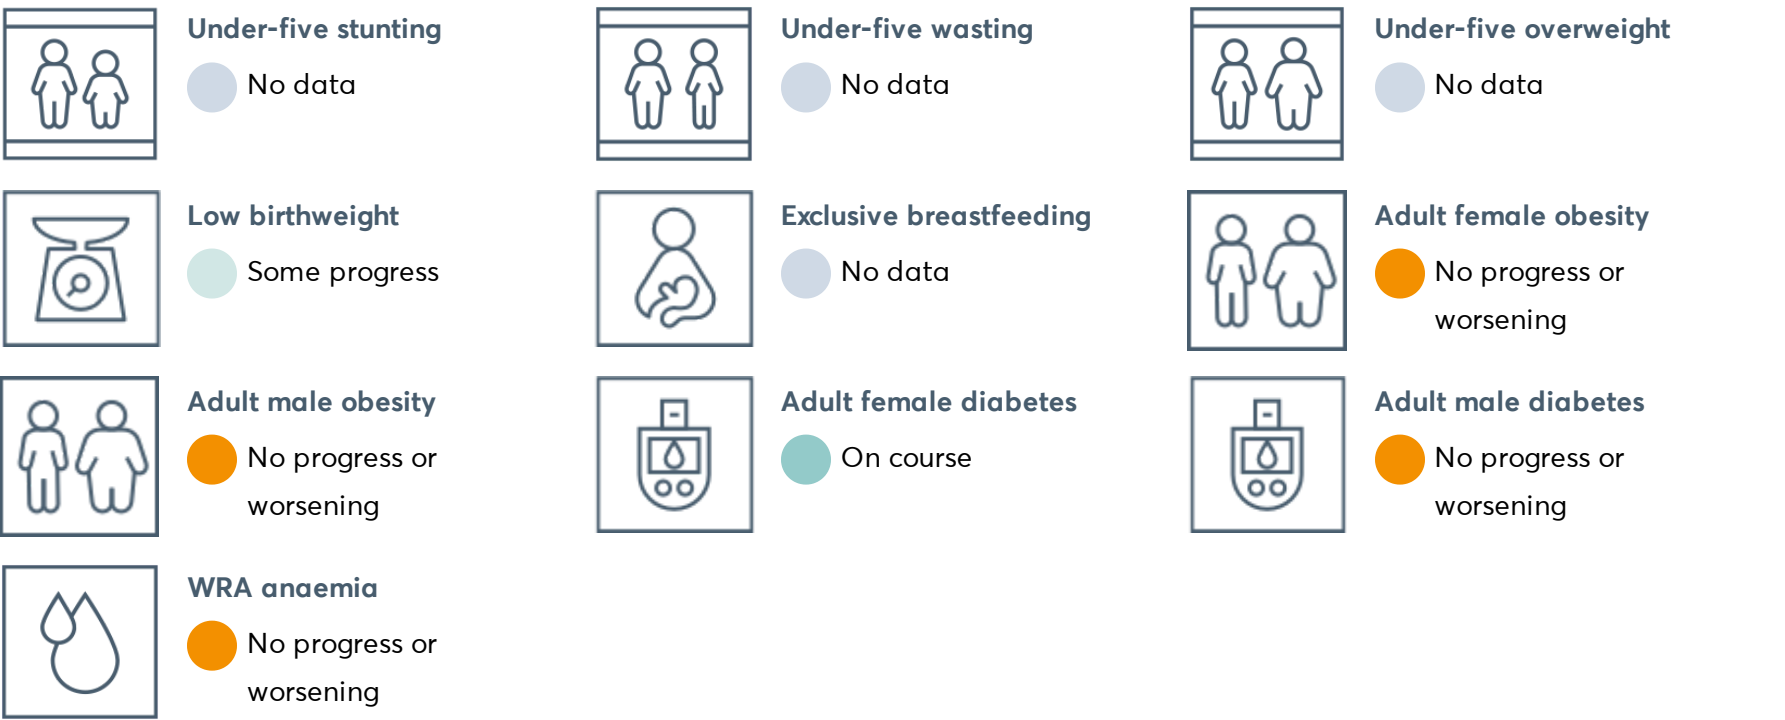 Under-five stunting
No data
Under-five wasting
No data
Under-five overweight
No data
Low birthweight
Some progress
Exclusive breastfeeding
No data
Adult female obesity
No progress or
worsening
Adult male obesity
No progress or
worsening
Adult female diabetes
On course
Adult male diabetes
No progress or
worsening
WRA anaemia
No progress or
worsening